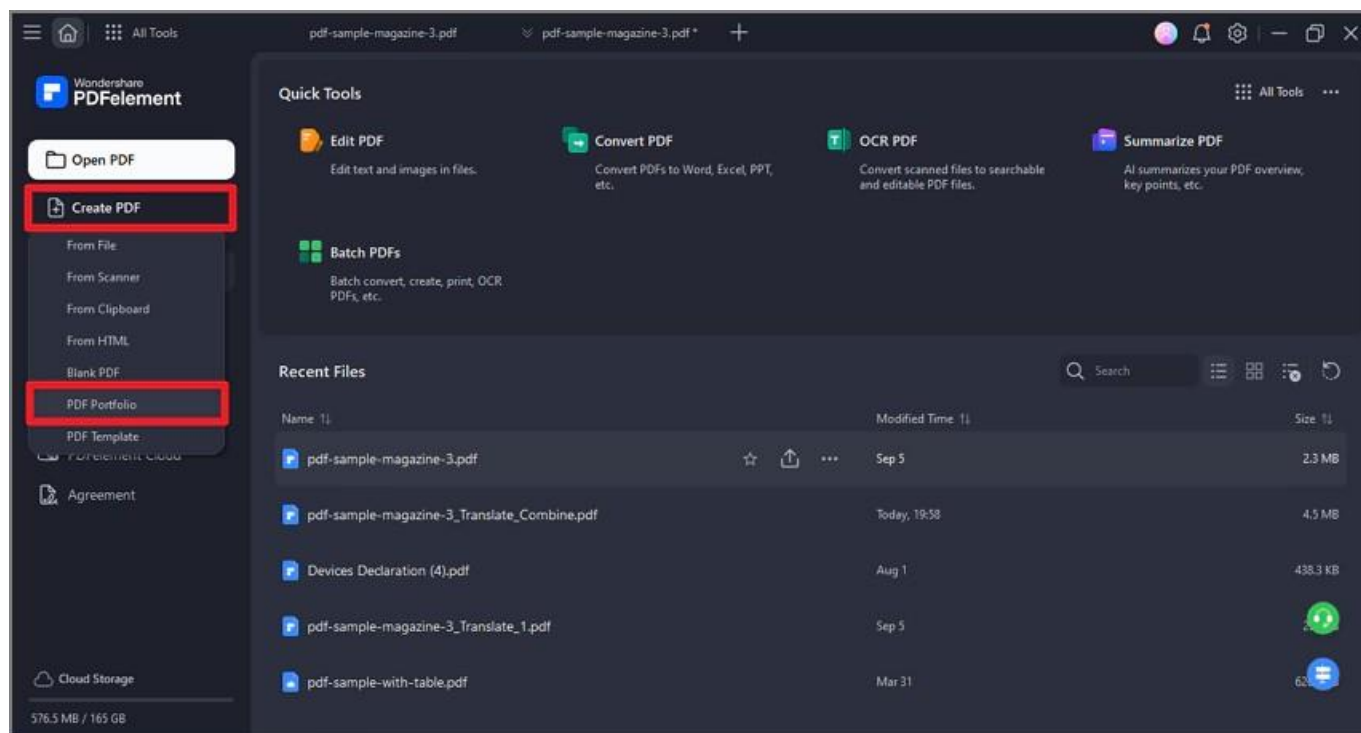 All Tools
pdf-sample-magazine-3.pdf
pdf-sample-magazine-3.pdf *
Wondershare
PDFelement
Open PDF
Create PDF
From File
From Scanner
From Clipboard
From HTML
Blank PDF
PDF Portfolio
PDF Template
PDFelement Cloud
Agreement
Cloud Storage
576.5 MB / 165 GB
Quick Tools
All Tools
Edit PDF
Edit text and images in files.
Convert PDF
Convert PDFs to Word, Excel, PPT,
etc.
OCR PDF
Convert scanned files to searchable
and editable PDF files.
Summarize PDF
AI summarizes your PDF overview,
key points, etc.
Batch PDFs
Batch convert, create, print, OCR
PDFs, etc.
Recent Files
Search
Name
Modified Time
Size
pdf-sample-magazine-3.pdf
Sep 5
2.3 MB
pdf-sample-magazine-3_Translate_Combine.pdf
Today, 19:58
4.5 MB
Devices Declaration (4).pdf
Aug 1
438.3 KB
pdf-sample-magazine-3_Translate_1.pdf
Sep 5
pdf-sample-with-table.pdf
Mar 31